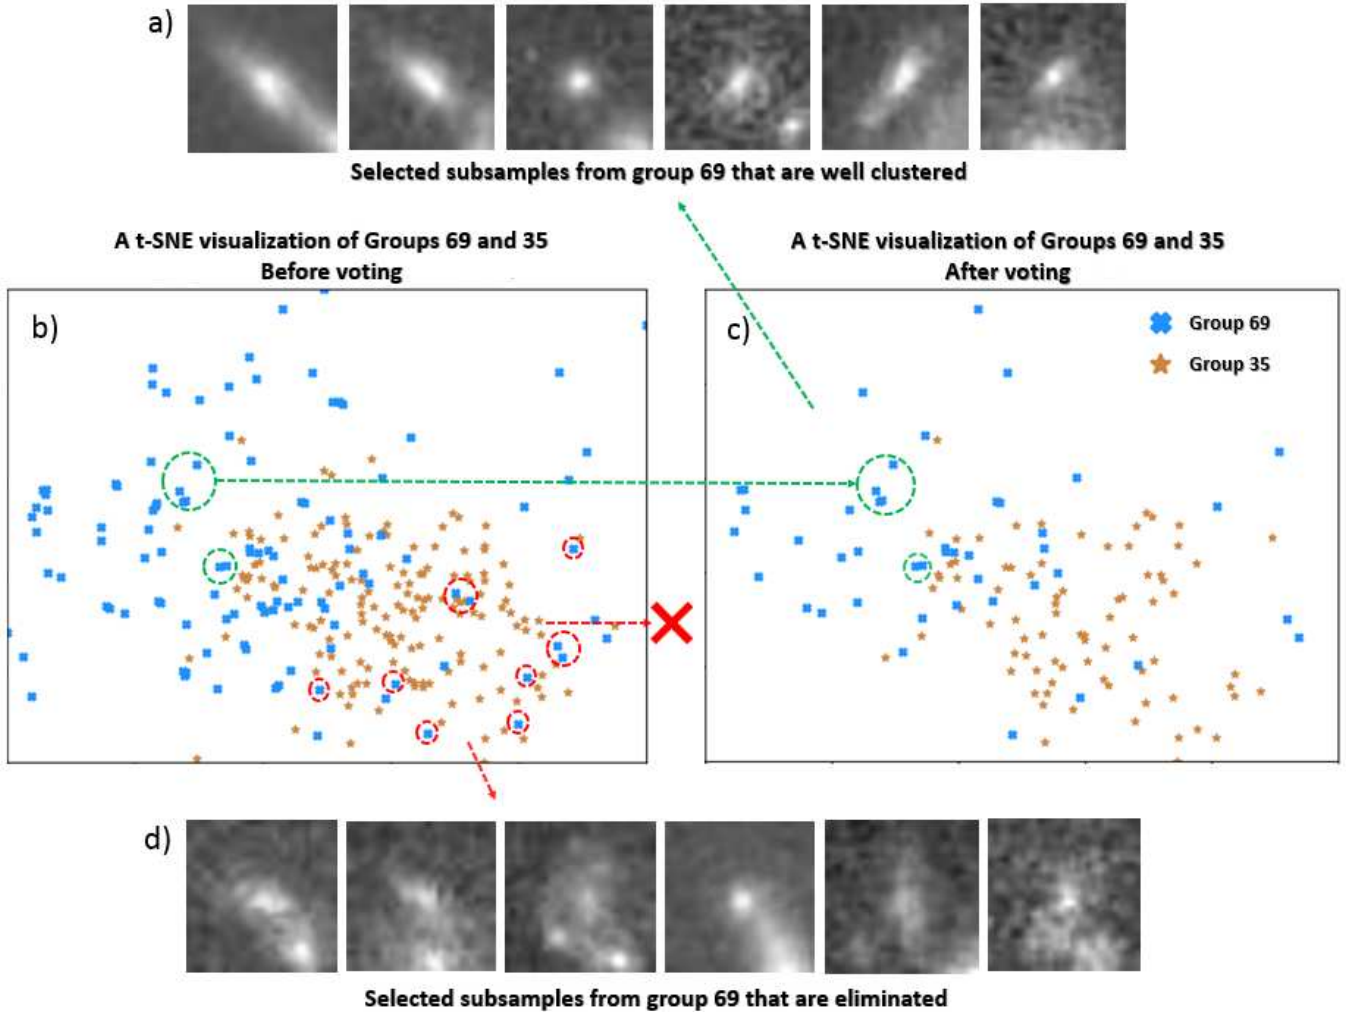 a)
Selected subsamples from group 69 that are well clustered
A t-SNE visualization of Groups 69 and 35
Before voting
A t-SNE visualization of Groups 69 and 35
After voting
b)
c)
Group 69
Group 35
d)
Selected subsamples from group 69 that are eliminated